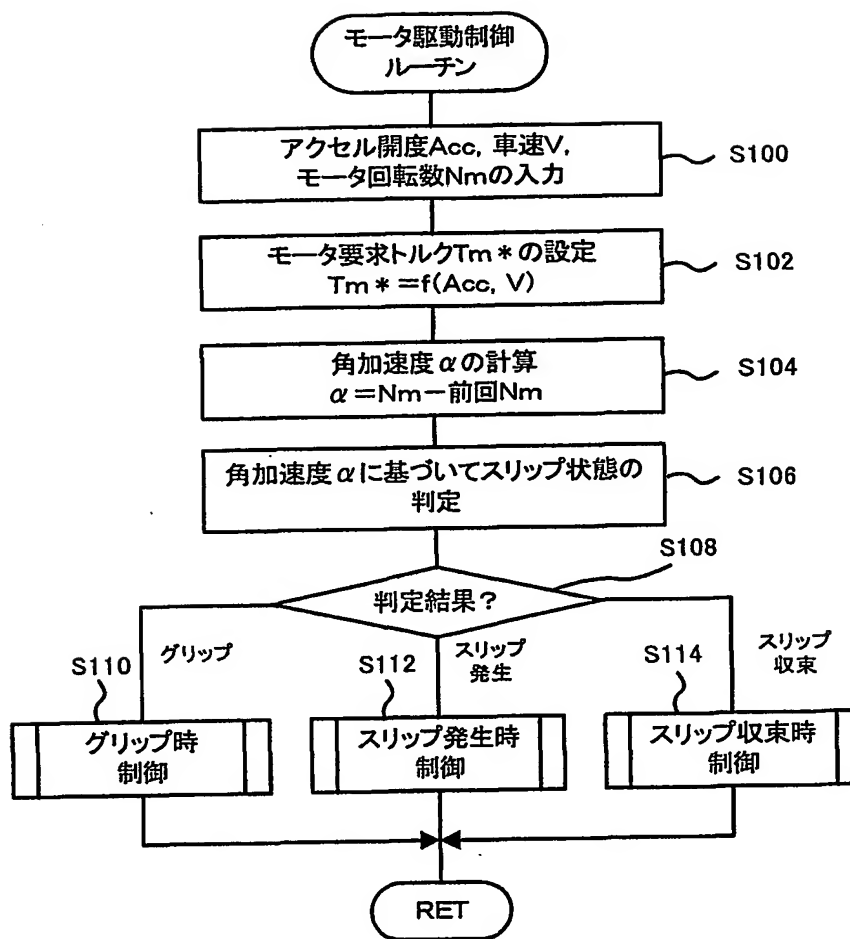 モータ駆動制御
ルーチン
アクセル開度Acc, 車速V,
モータ回転数Nmの入力
S100
モータ要求トルクTm*の設定
Tm*=f(Acc, V)
S102
角加速度αの計算
α=Nm-前回Nm
S104
角加速度αに基づいてスリップ状態の
判定
S106
S108
判定結果?
グリップ
スリップ
発生
スリップ
収束
S110
S112
S114
グリップ時
制御
スリップ発生時
制御
スリップ収束時
制御
RET